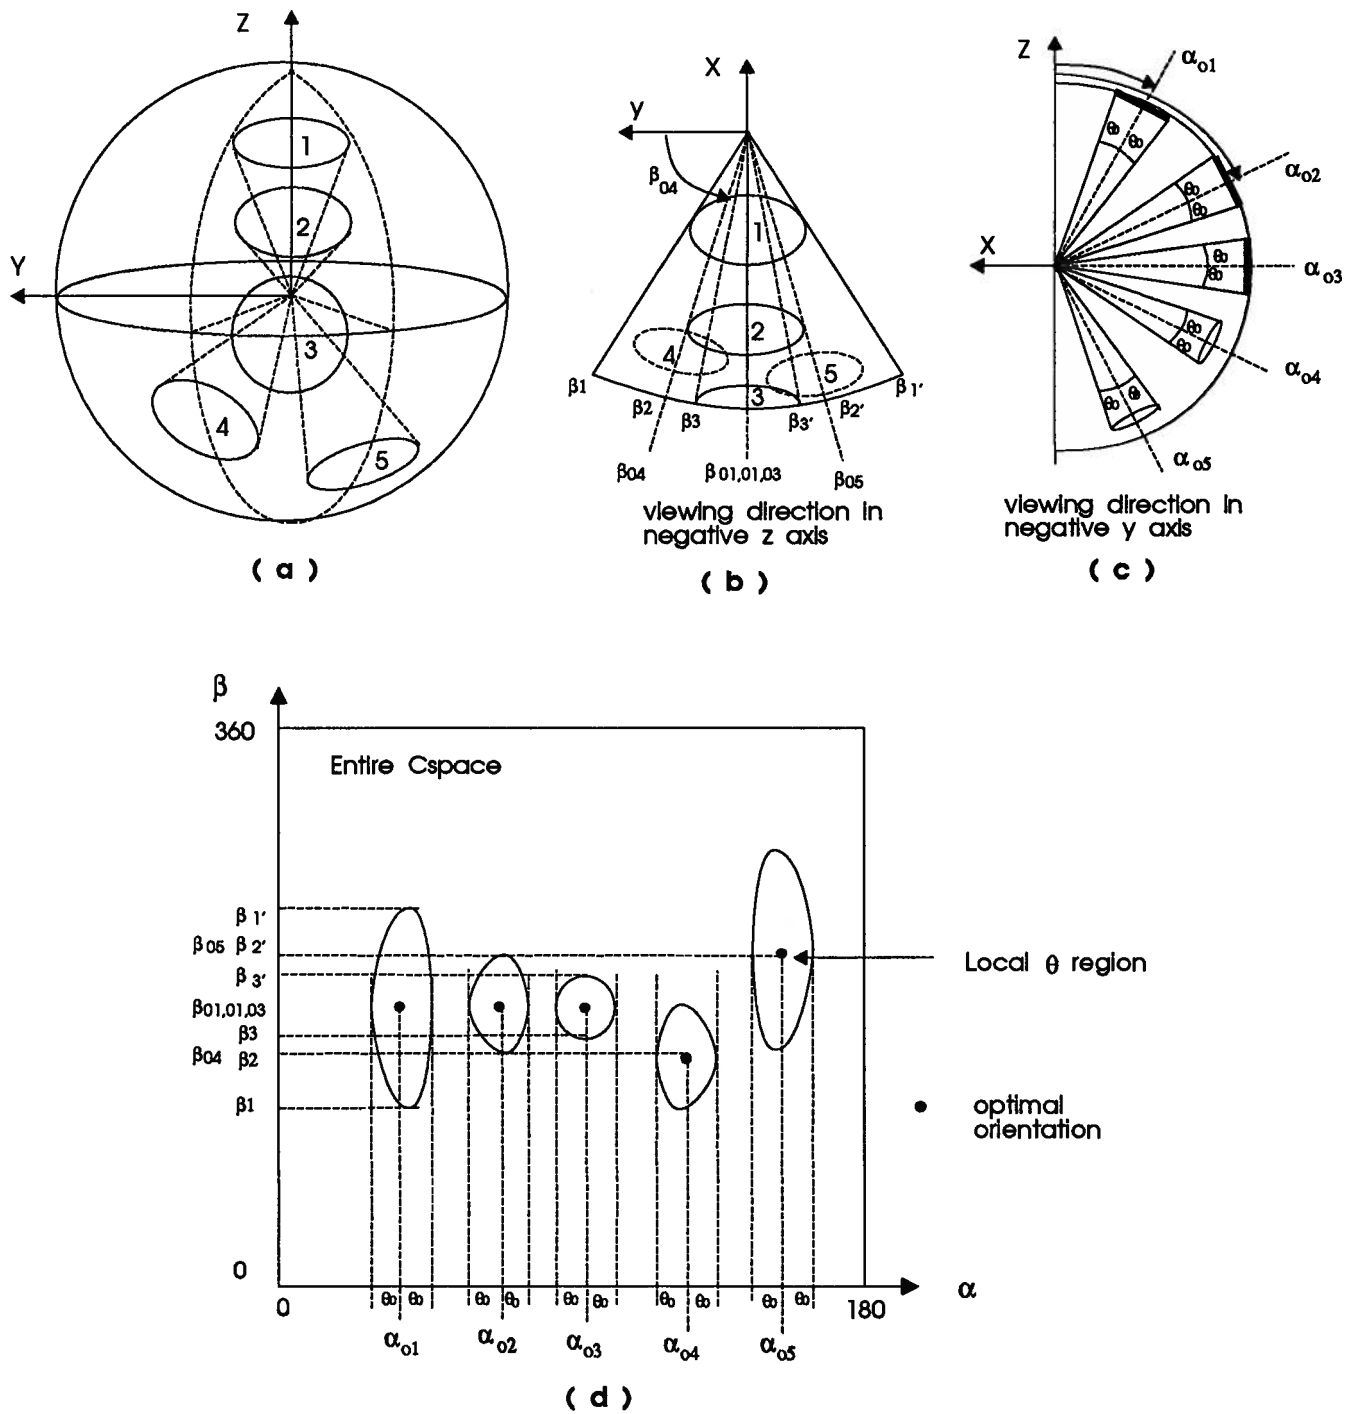 Z
Y
1
2
3
4
5
( a )
X
y
β04
1
2
4
5
3
β1
β2
β3
β3'
β2'
β1'
β04
β01,01,03
β05
viewing direction in
negative z axis
( b )
Z
X
αo1
θ0 θ0
αo2
θ0
θ0
αo3
θ0
θ0
αo4
θ0
θ0
αo5
θ0 θ0
viewing direction in
negative y axis
( c )
β
360
Entire Cspace
β1'
β05 β2'
β3'
β01,01,03
β3
β04 β2
β1
0
Local θ region
optimal
orientation
0
θ0 θ0 θ0 θ0 θ0 θ0 θ0 θ0 θ0 θ0
180
α
αo1 αo2 αo3 αo4 αo5
( d )